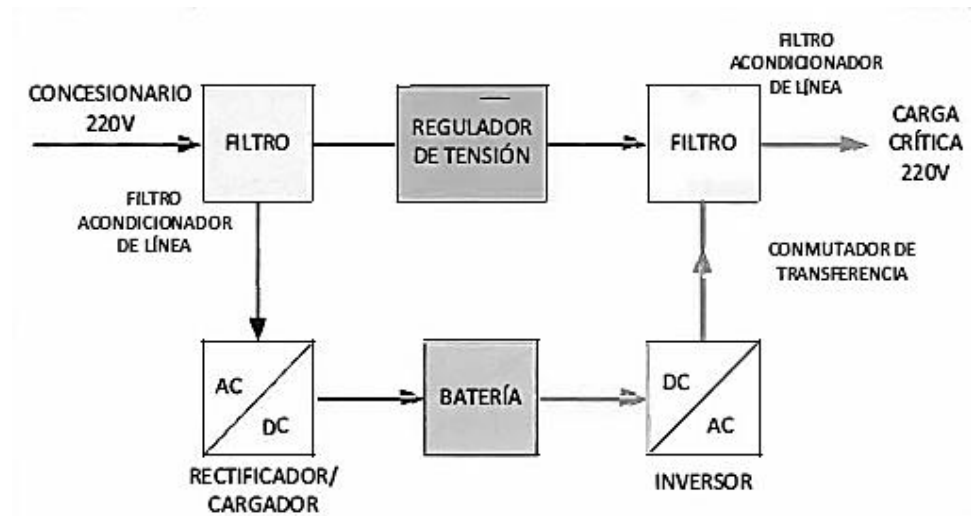 CONCESIONARIO
220V
FILTRO
FILTRO
ACONDICIONADOR
DE LÍNEA
REGULADOR
DE TENSIÓN
FILTRO
FILTRO
ACONDICIONADOR
DE LÍNEA
CARGA
CRÍTICA
220V
CONMUTADOR DE
TRANSFERENCIA
AC
DC
RECTIFICADOR/
CARGADOR
BATERÍA
DC
AC
INVERSOR